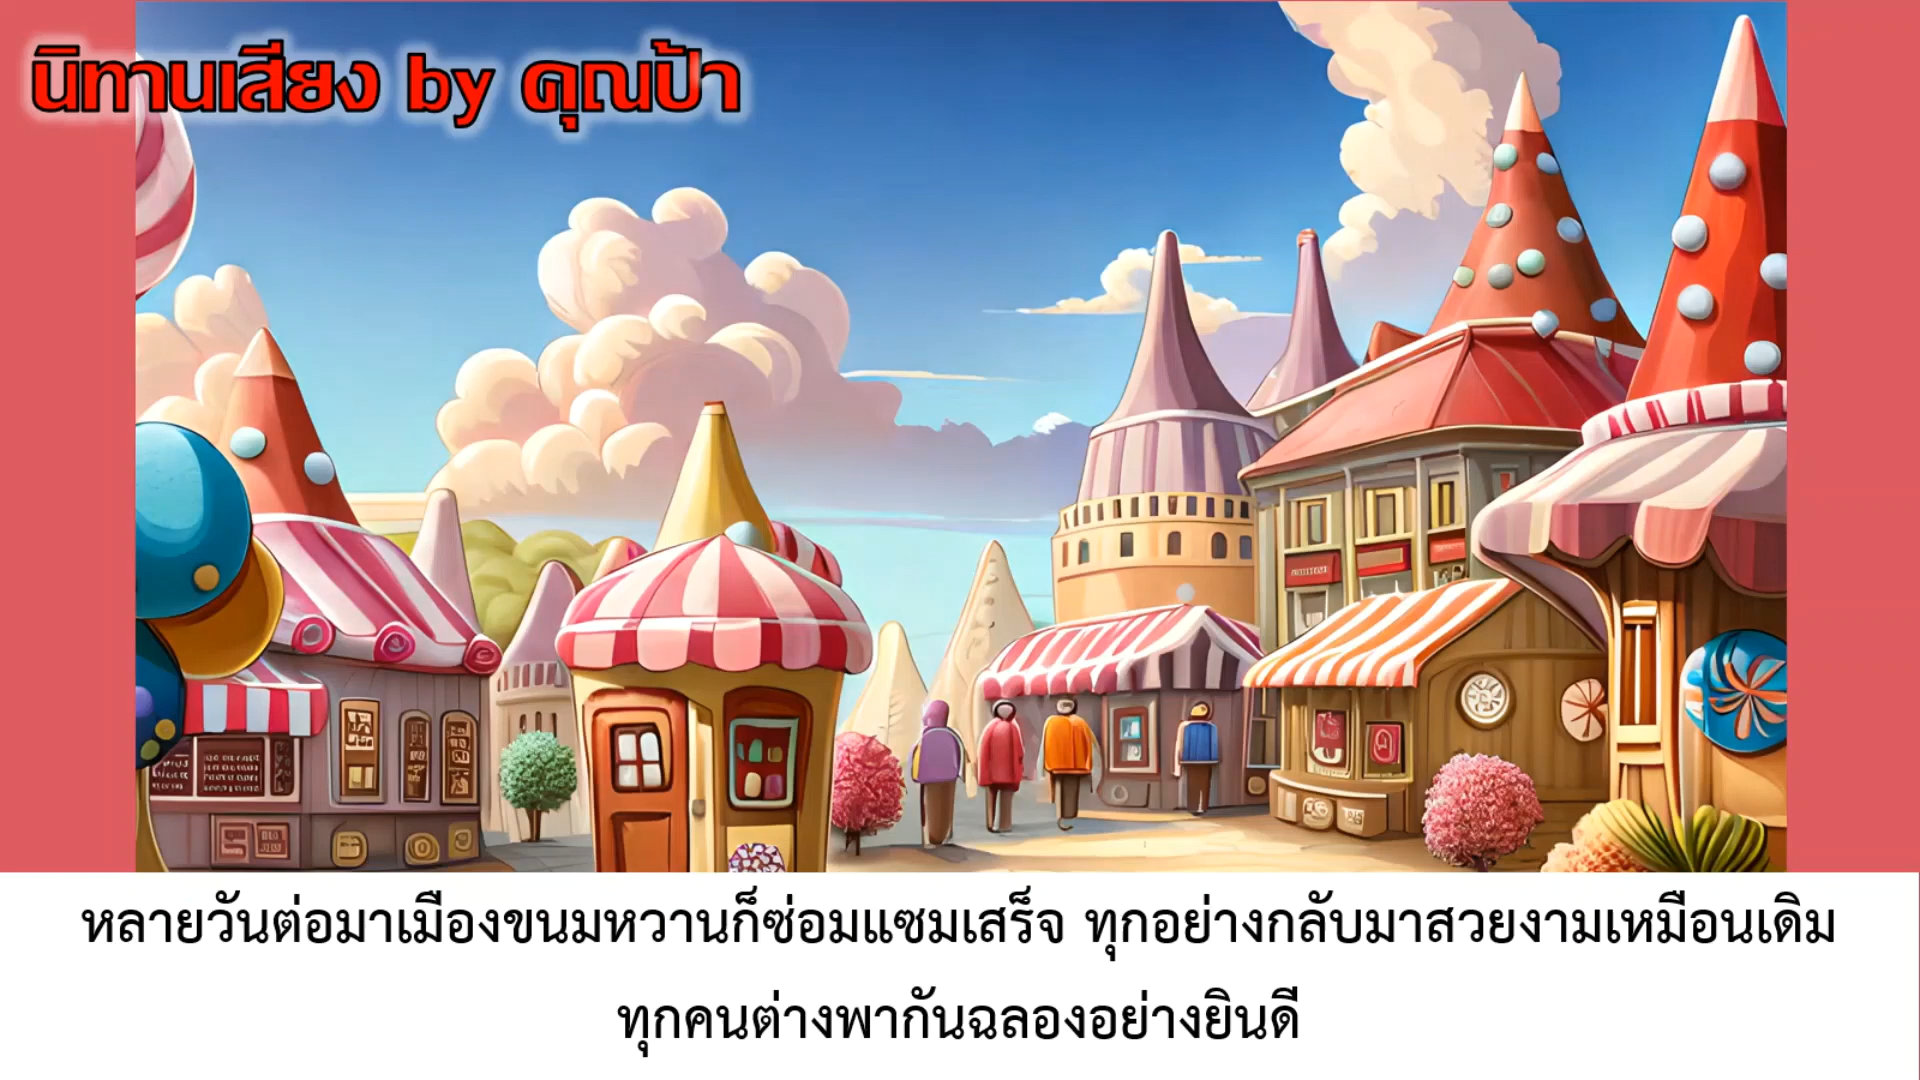 นิทานเสียง by คุณป้า
หลายวันต่อมาเมืองขนมหวานก็ซ่อมแซมเสร็จ ทุกอย่างกลับมาสวยงามเหมือนเดิม
ทุกคนต่างพากันฉลองอย่างยินดี